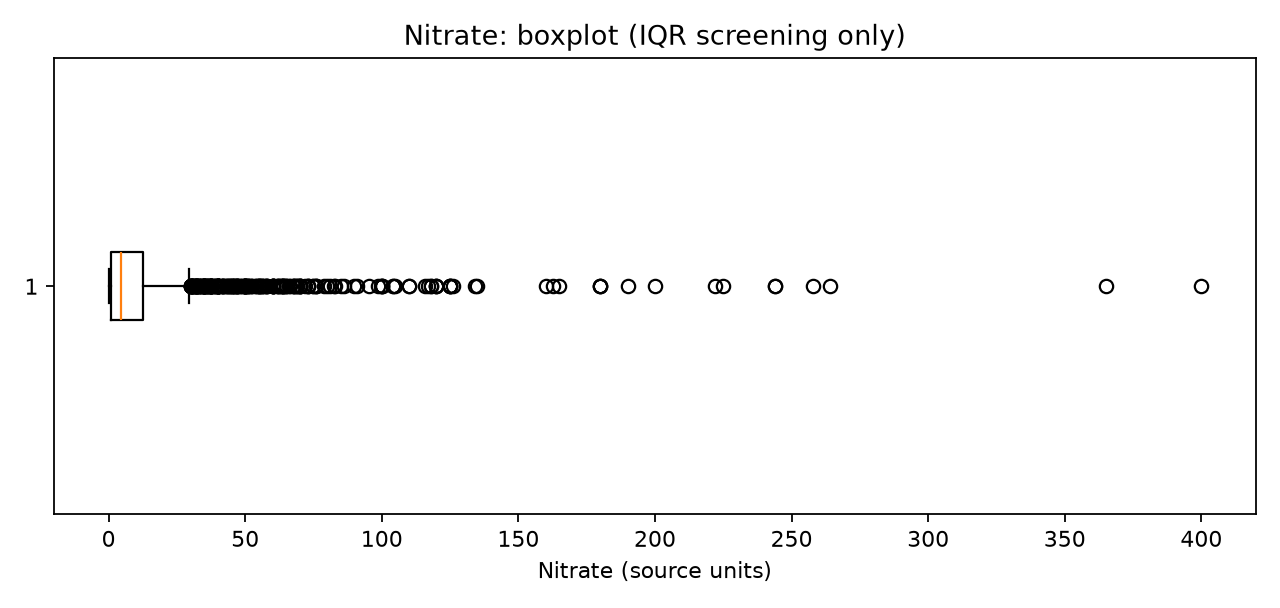 Nitrate: boxplot (IQR screening only)
1
0 50 100 150 200 250 300 350 400
Nitrate (source units)